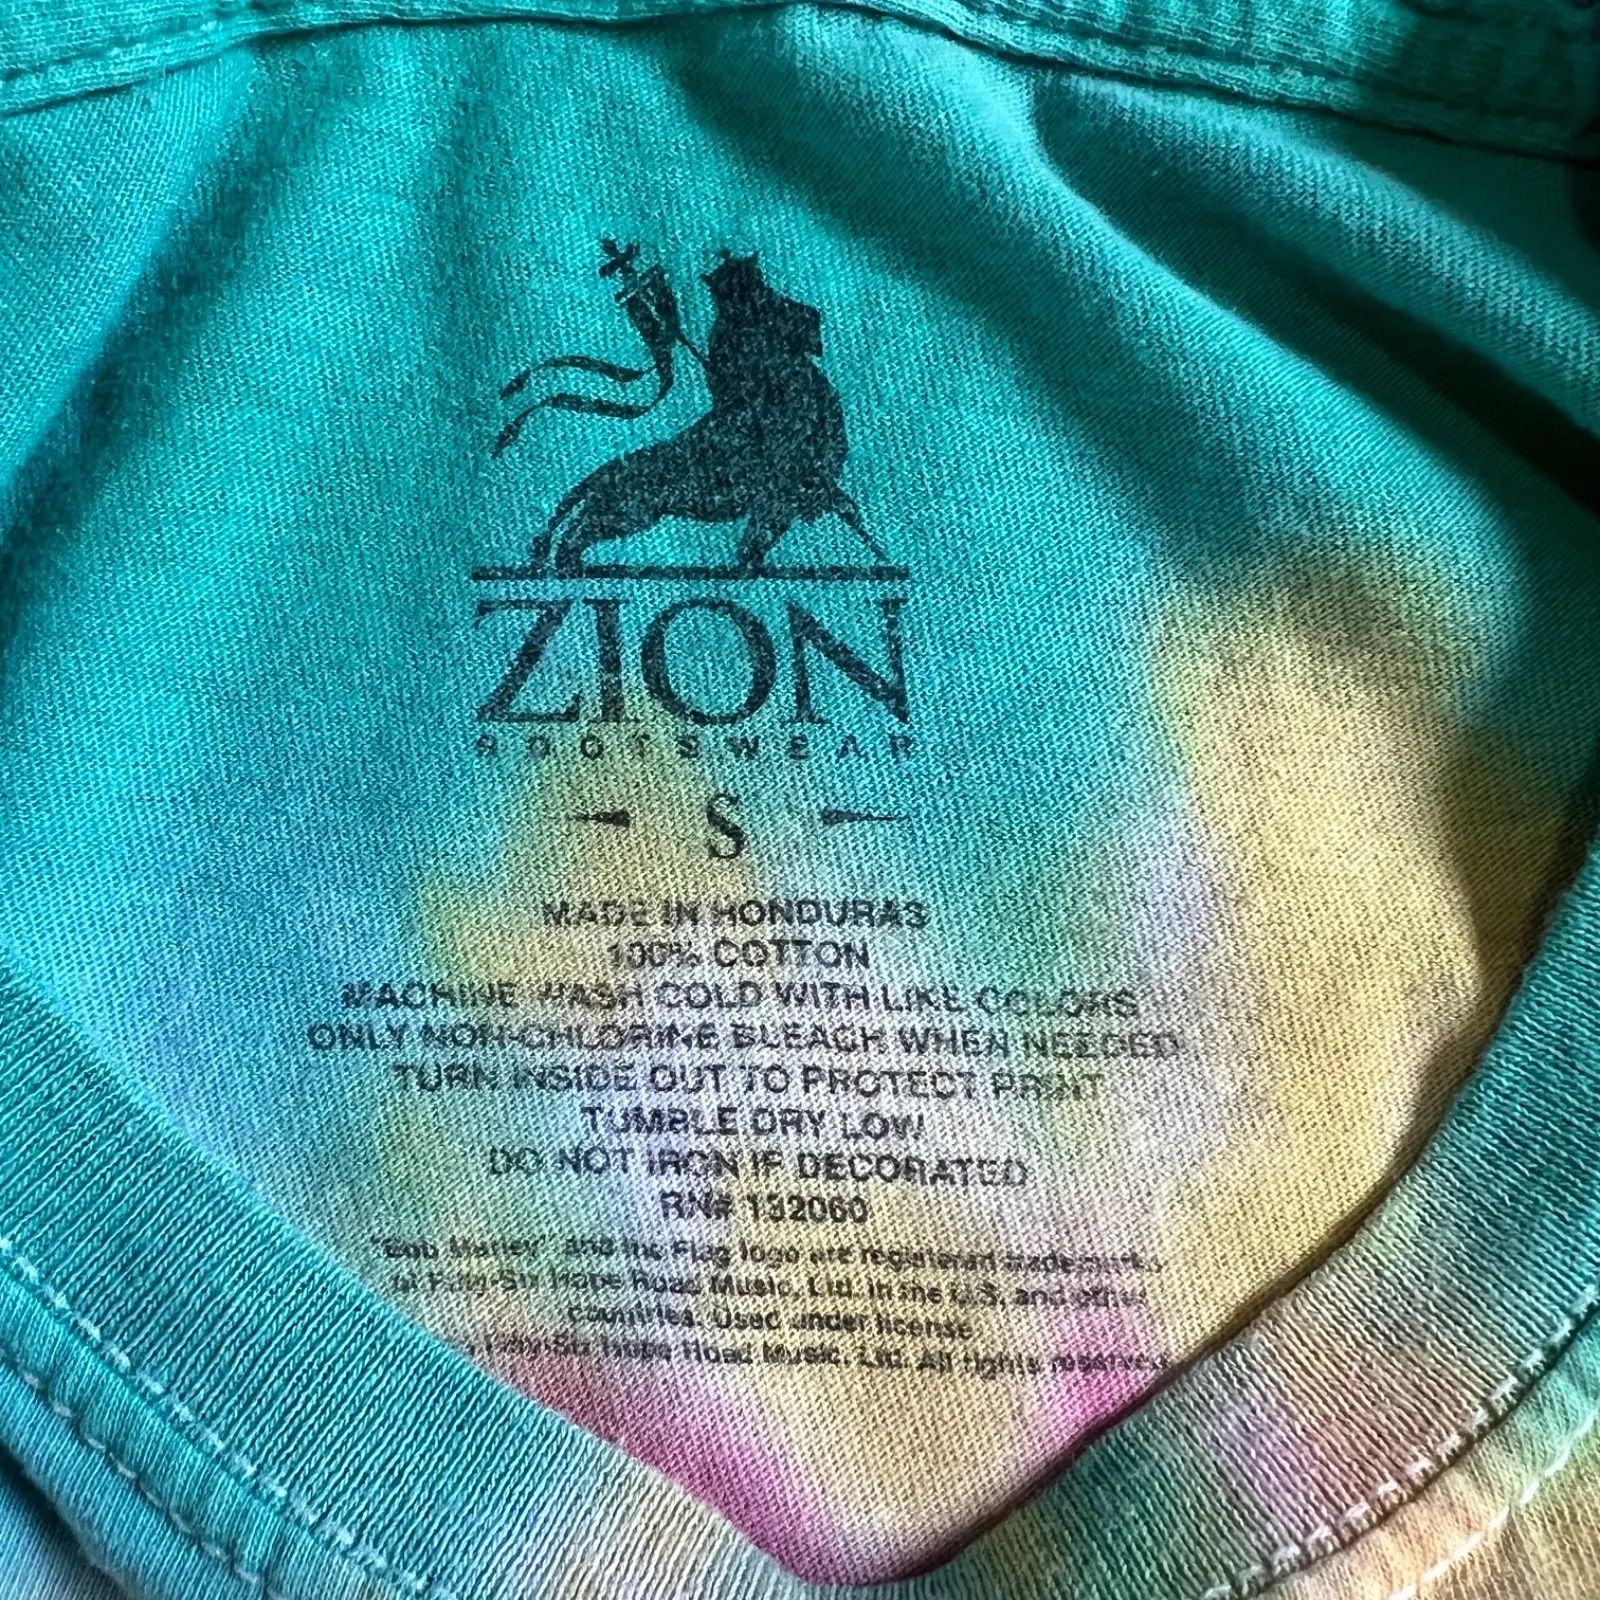 ZION
ROOTSWEAR
S
MADE IN HONDURAS
100% COTTON
MACHINE WASH COLD WITH LIKE COLORS
ONLY NON-CHLORINE BLEACH WHEN NEEDED
TURN INSIDE OUT TO PROTECT PRINT
TUMBLE DRY LOW
DO NOT IRON IF DECORATED
RN# 132060
"Bob Marley" and the Flag logo are registered trademarks
of Fifty-Six Hope Road Music, Ltd. in the U.S. and other
countries. Used under license
Fifty-Six Hope Road Music, Ltd. All rights reserved